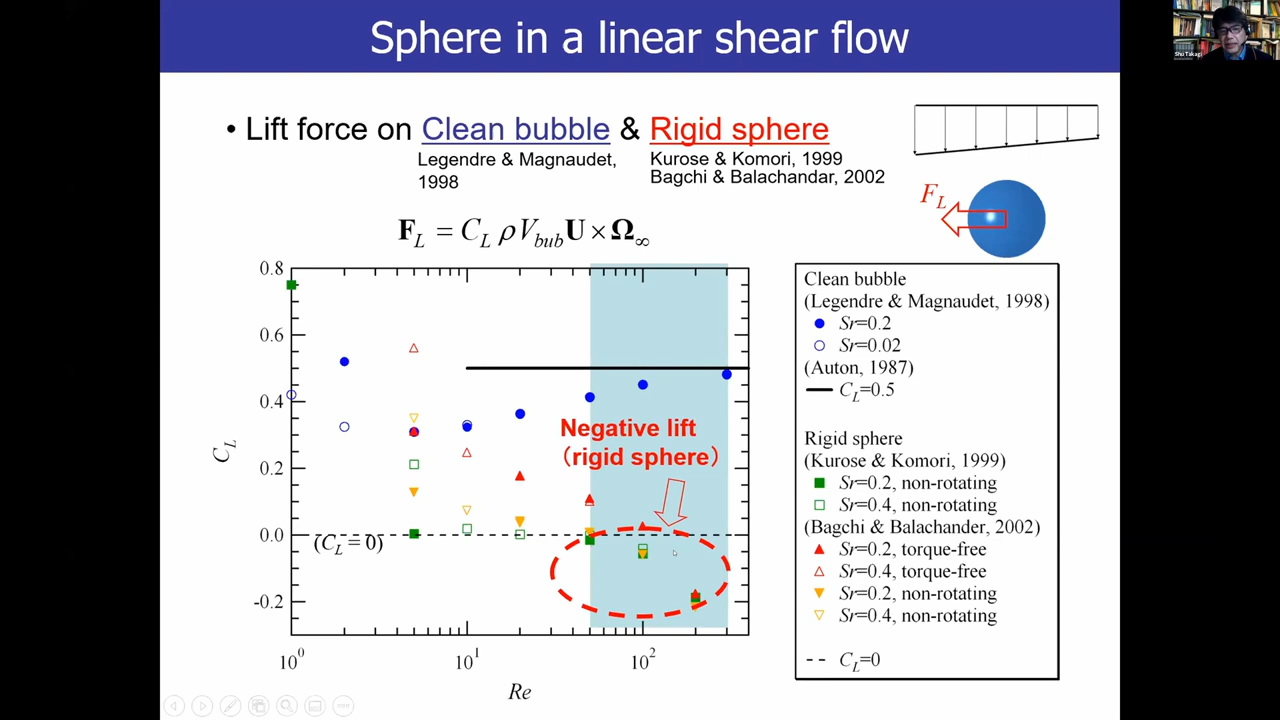 Sphere in a linear shear flow
Shu Takagi
• Lift force on Clean bubble & Rigid sphere
Legendre & Magnaudet,
1998
Kurose & Komori, 1999
Bagchi & Balachandar, 2002
F_L
F_L = C_L ρ V_bub U × Ω_∞
0.8
0.6
0.4
0.2
0.0
-0.2
C_L
Negative lift
(rigid sphere)
(C_L = 0)
10^0
10^1
10^2
Re
Clean bubble
(Legendre & Magnaudet, 1998)
Sr=0.2
Sr=0.02
(Auton, 1987)
C_L=0.5
Rigid sphere
(Kurose & Komori, 1999)
Sr=0.2, non-rotating
Sr=0.4, non-rotating
(Bagchi & Balachander, 2002)
Sr=0.2, torque-free
Sr=0.4, torque-free
Sr=0.2, non-rotating
Sr=0.4, non-rotating
C_L=0